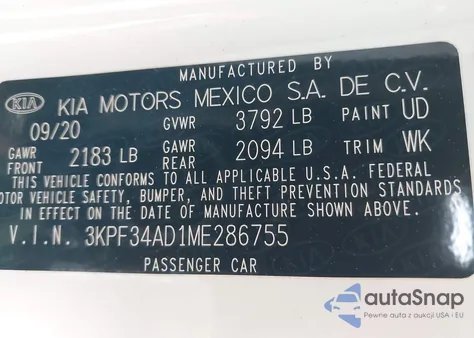 MANUFACTURED BY
KIA KIA MOTORS MEXICO S.A. DE C.V.
09/20 GVWR 3792 LB PAINT UD
GAWR FRONT 2183 LB GAWR REAR 2094 LB TRIM WK
THIS VEHICLE CONFORMS TO ALL APPLICABLE U.S.A. FEDERAL
MOTOR VEHICLE SAFETY, BUMPER, AND THEFT PREVENTION STANDARDS
IN EFFECT ON THE DATE OF MANUFACTURE SHOWN ABOVE.
V.I.N. 3KPF34AD1ME286755
PASSENGER CAR
autoSnap
Pewne auta z aukcji USA i EU